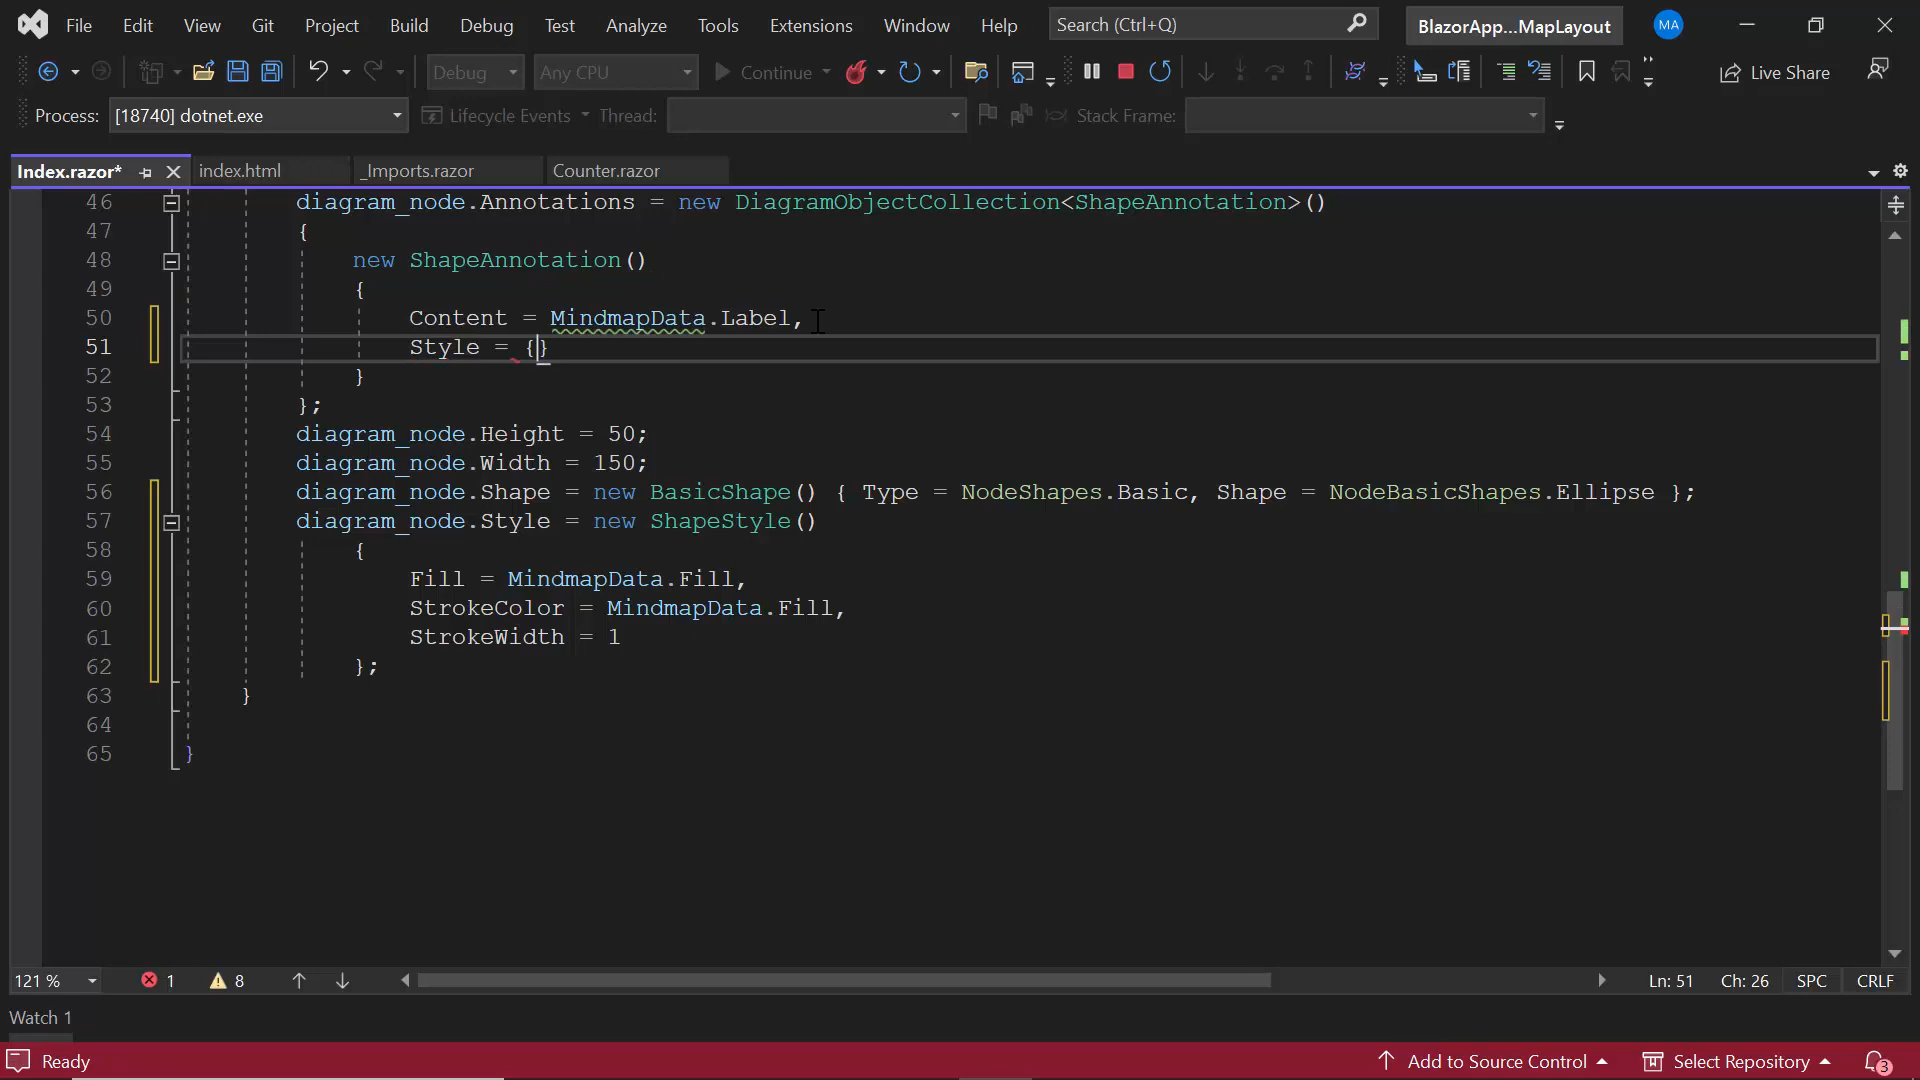 File Edit View Git Project Build Debug Test Analyze Tools Extensions Window Help Search (Ctrl+Q) BlazorApp...MapLayout MA
Debug Any CPU Continue Live Share
Process: [18740] dotnet.exe Lifecycle Events Thread: Stack Frame:
Index.razor* index.html _Imports.razor Counter.razor
46 diagram_node.Annotations = new DiagramObjectCollection<ShapeAnnotation>()
47 {
48 new ShapeAnnotation()
49 {
50 Content = MindmapData.Label,
51 Style = {}
52 }
53 };
54 diagram_node.Height = 50;
55 diagram_node.Width = 150;
56 diagram_node.Shape = new BasicShape() { Type = NodeShapes.Basic, Shape = NodeBasicShapes.Ellipse };
57 diagram_node.Style = new ShapeStyle()
58 {
59 Fill = MindmapData.Fill,
60 StrokeColor = MindmapData.Fill,
61 StrokeWidth = 1
62 };
63 }
64
65 }
121 % 1 8 Ln: 51 Ch: 26 SPC CRLF
Watch 1
Ready Add to Source Control Select Repository 3